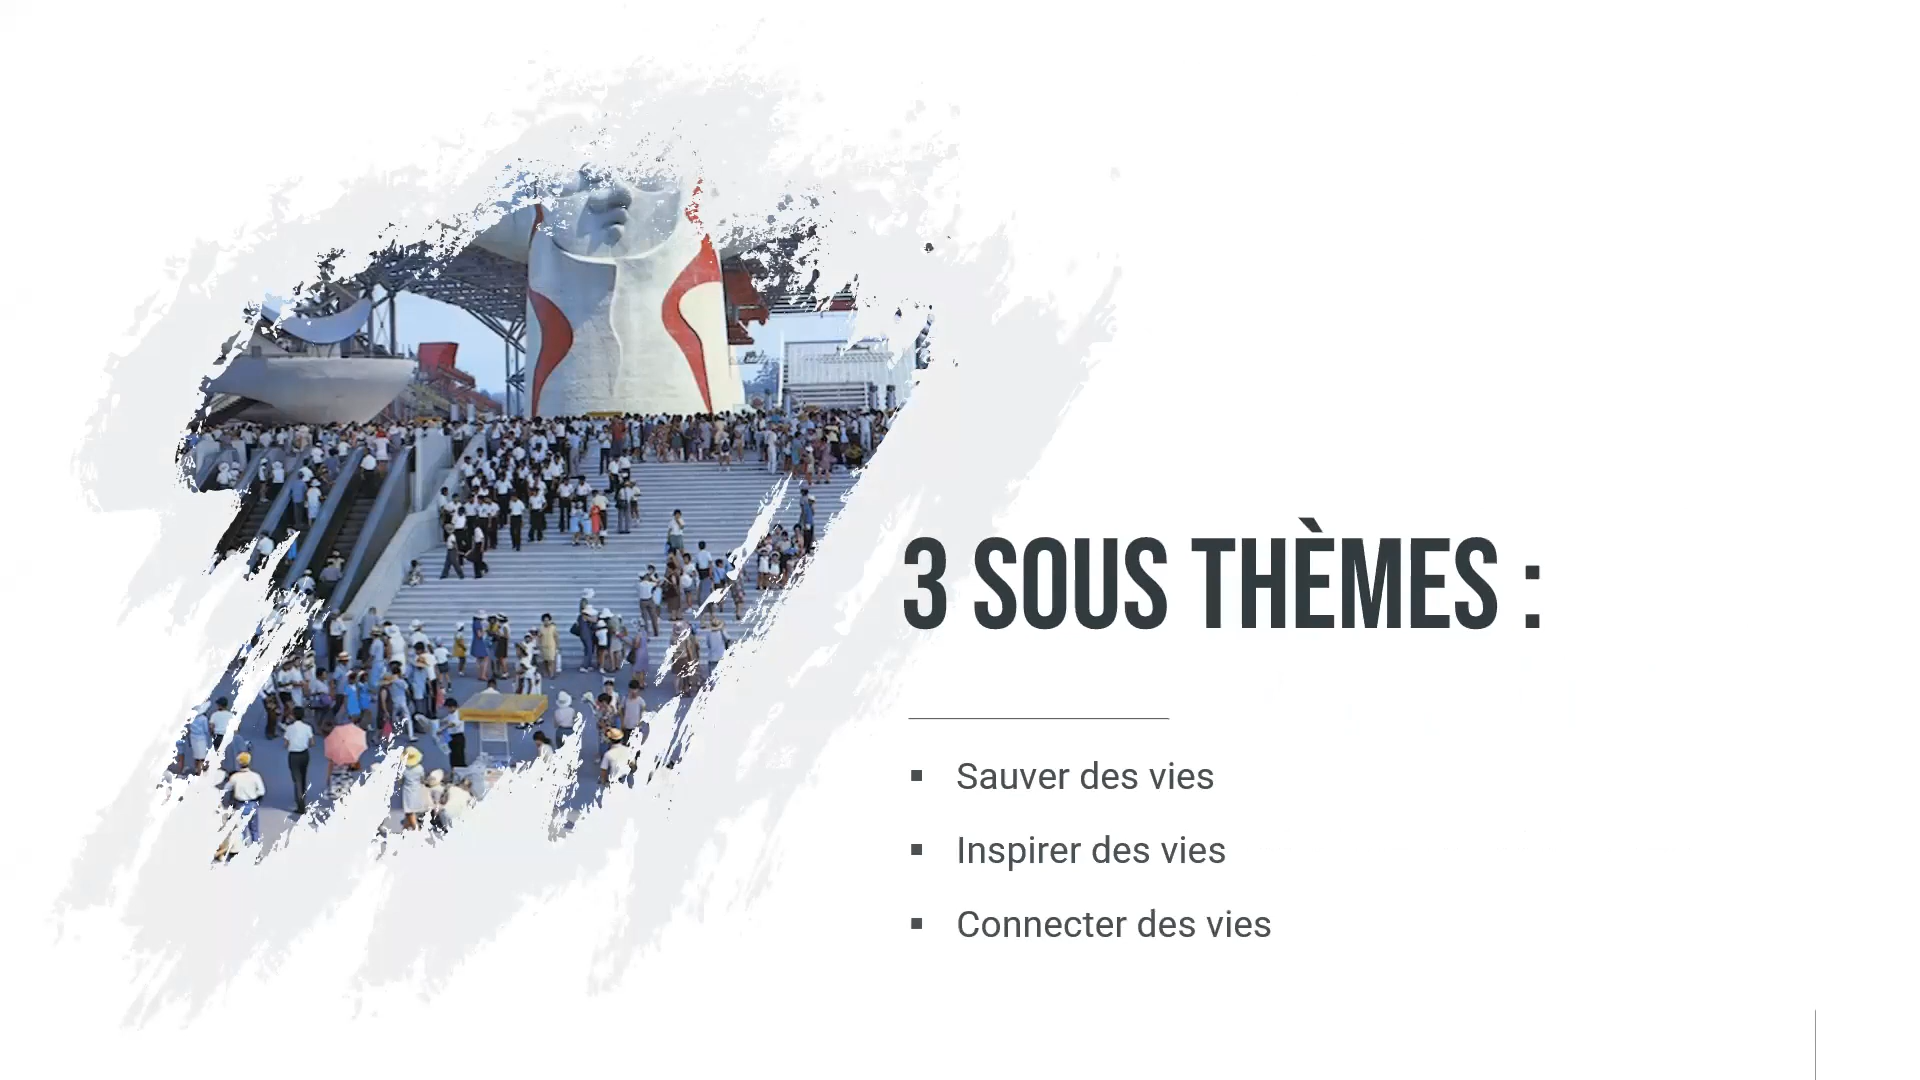 3 SOUS THÈMES :
▪ Sauver des vies
▪ Inspirer des vies
▪ Connecter des vies